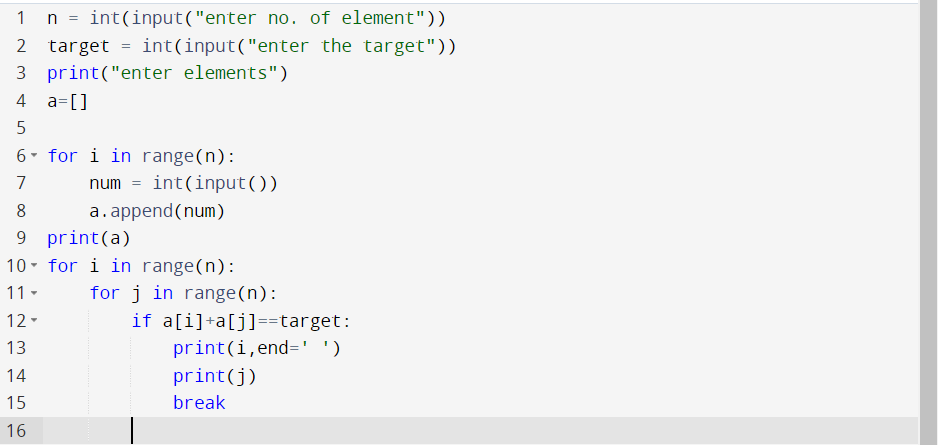 1 n = int(input("enter no. of element"))
2 target = int(input("enter the target"))
3 print("enter elements")
4 a=[]
5
6 for i in range(n):
7     num = int(input())
8     a.append(num)
9 print(a)
10 for i in range(n):
11     for j in range(n):
12         if a[i]+a[j]==target:
13             print(i,end=' ')
14             print(j)
15             break
16